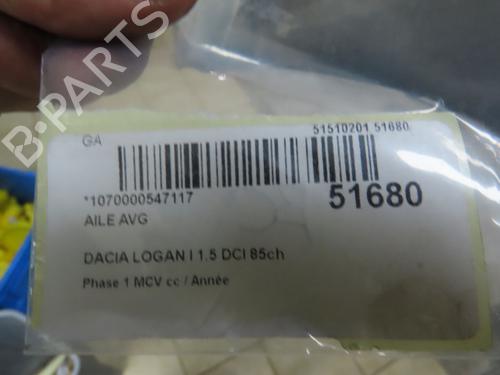 B-PARTS
GA
51510201 51680
*1070000547117
51680
AILE AVG
DACIA LOGAN I 1.5 DCI 85ch
Phase 1 MCV cc / Année